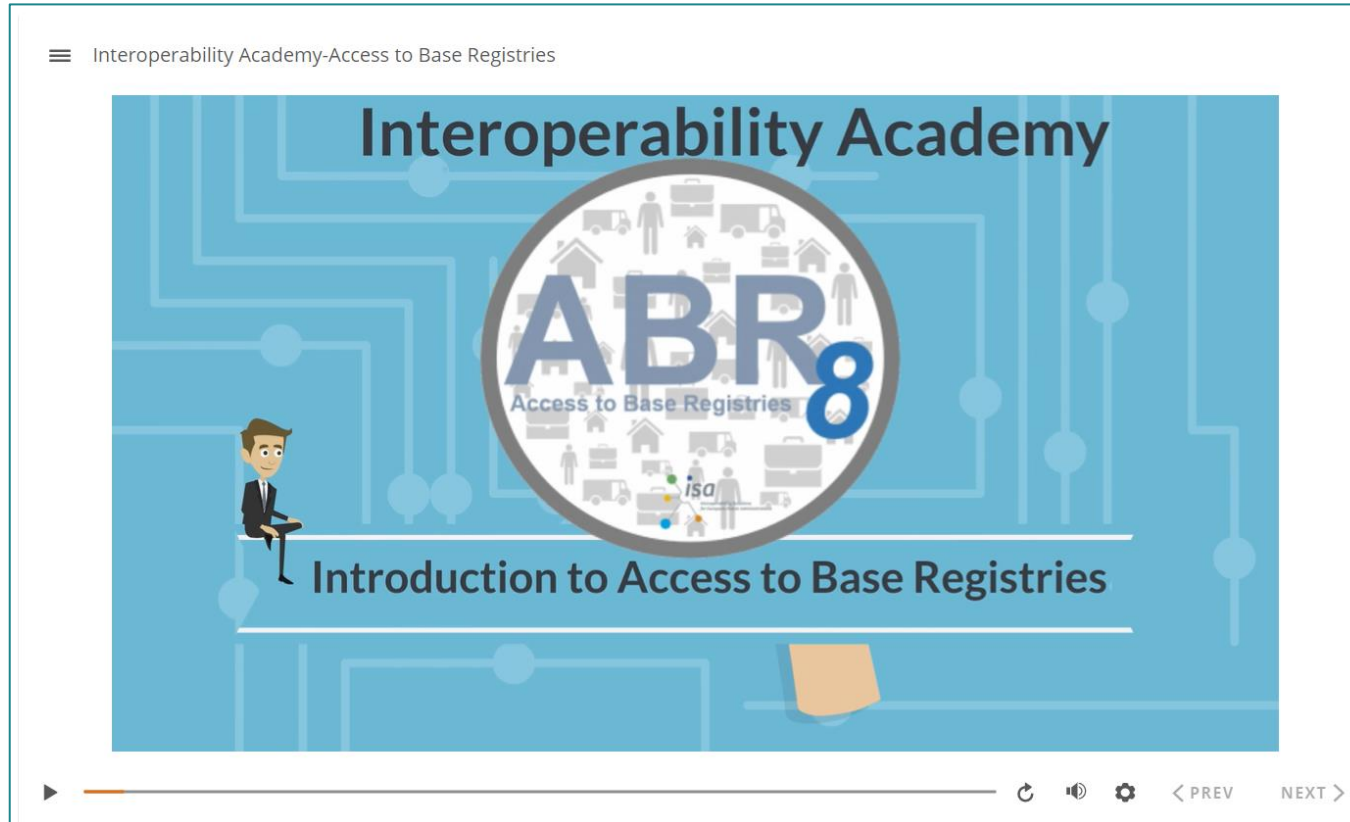 Interoperability Academy-Access to Base Registries
Interoperability Academy
ABR
8
Access to Base Registries
isa
Introduction to Access to Base Registries
PREV
NEXT